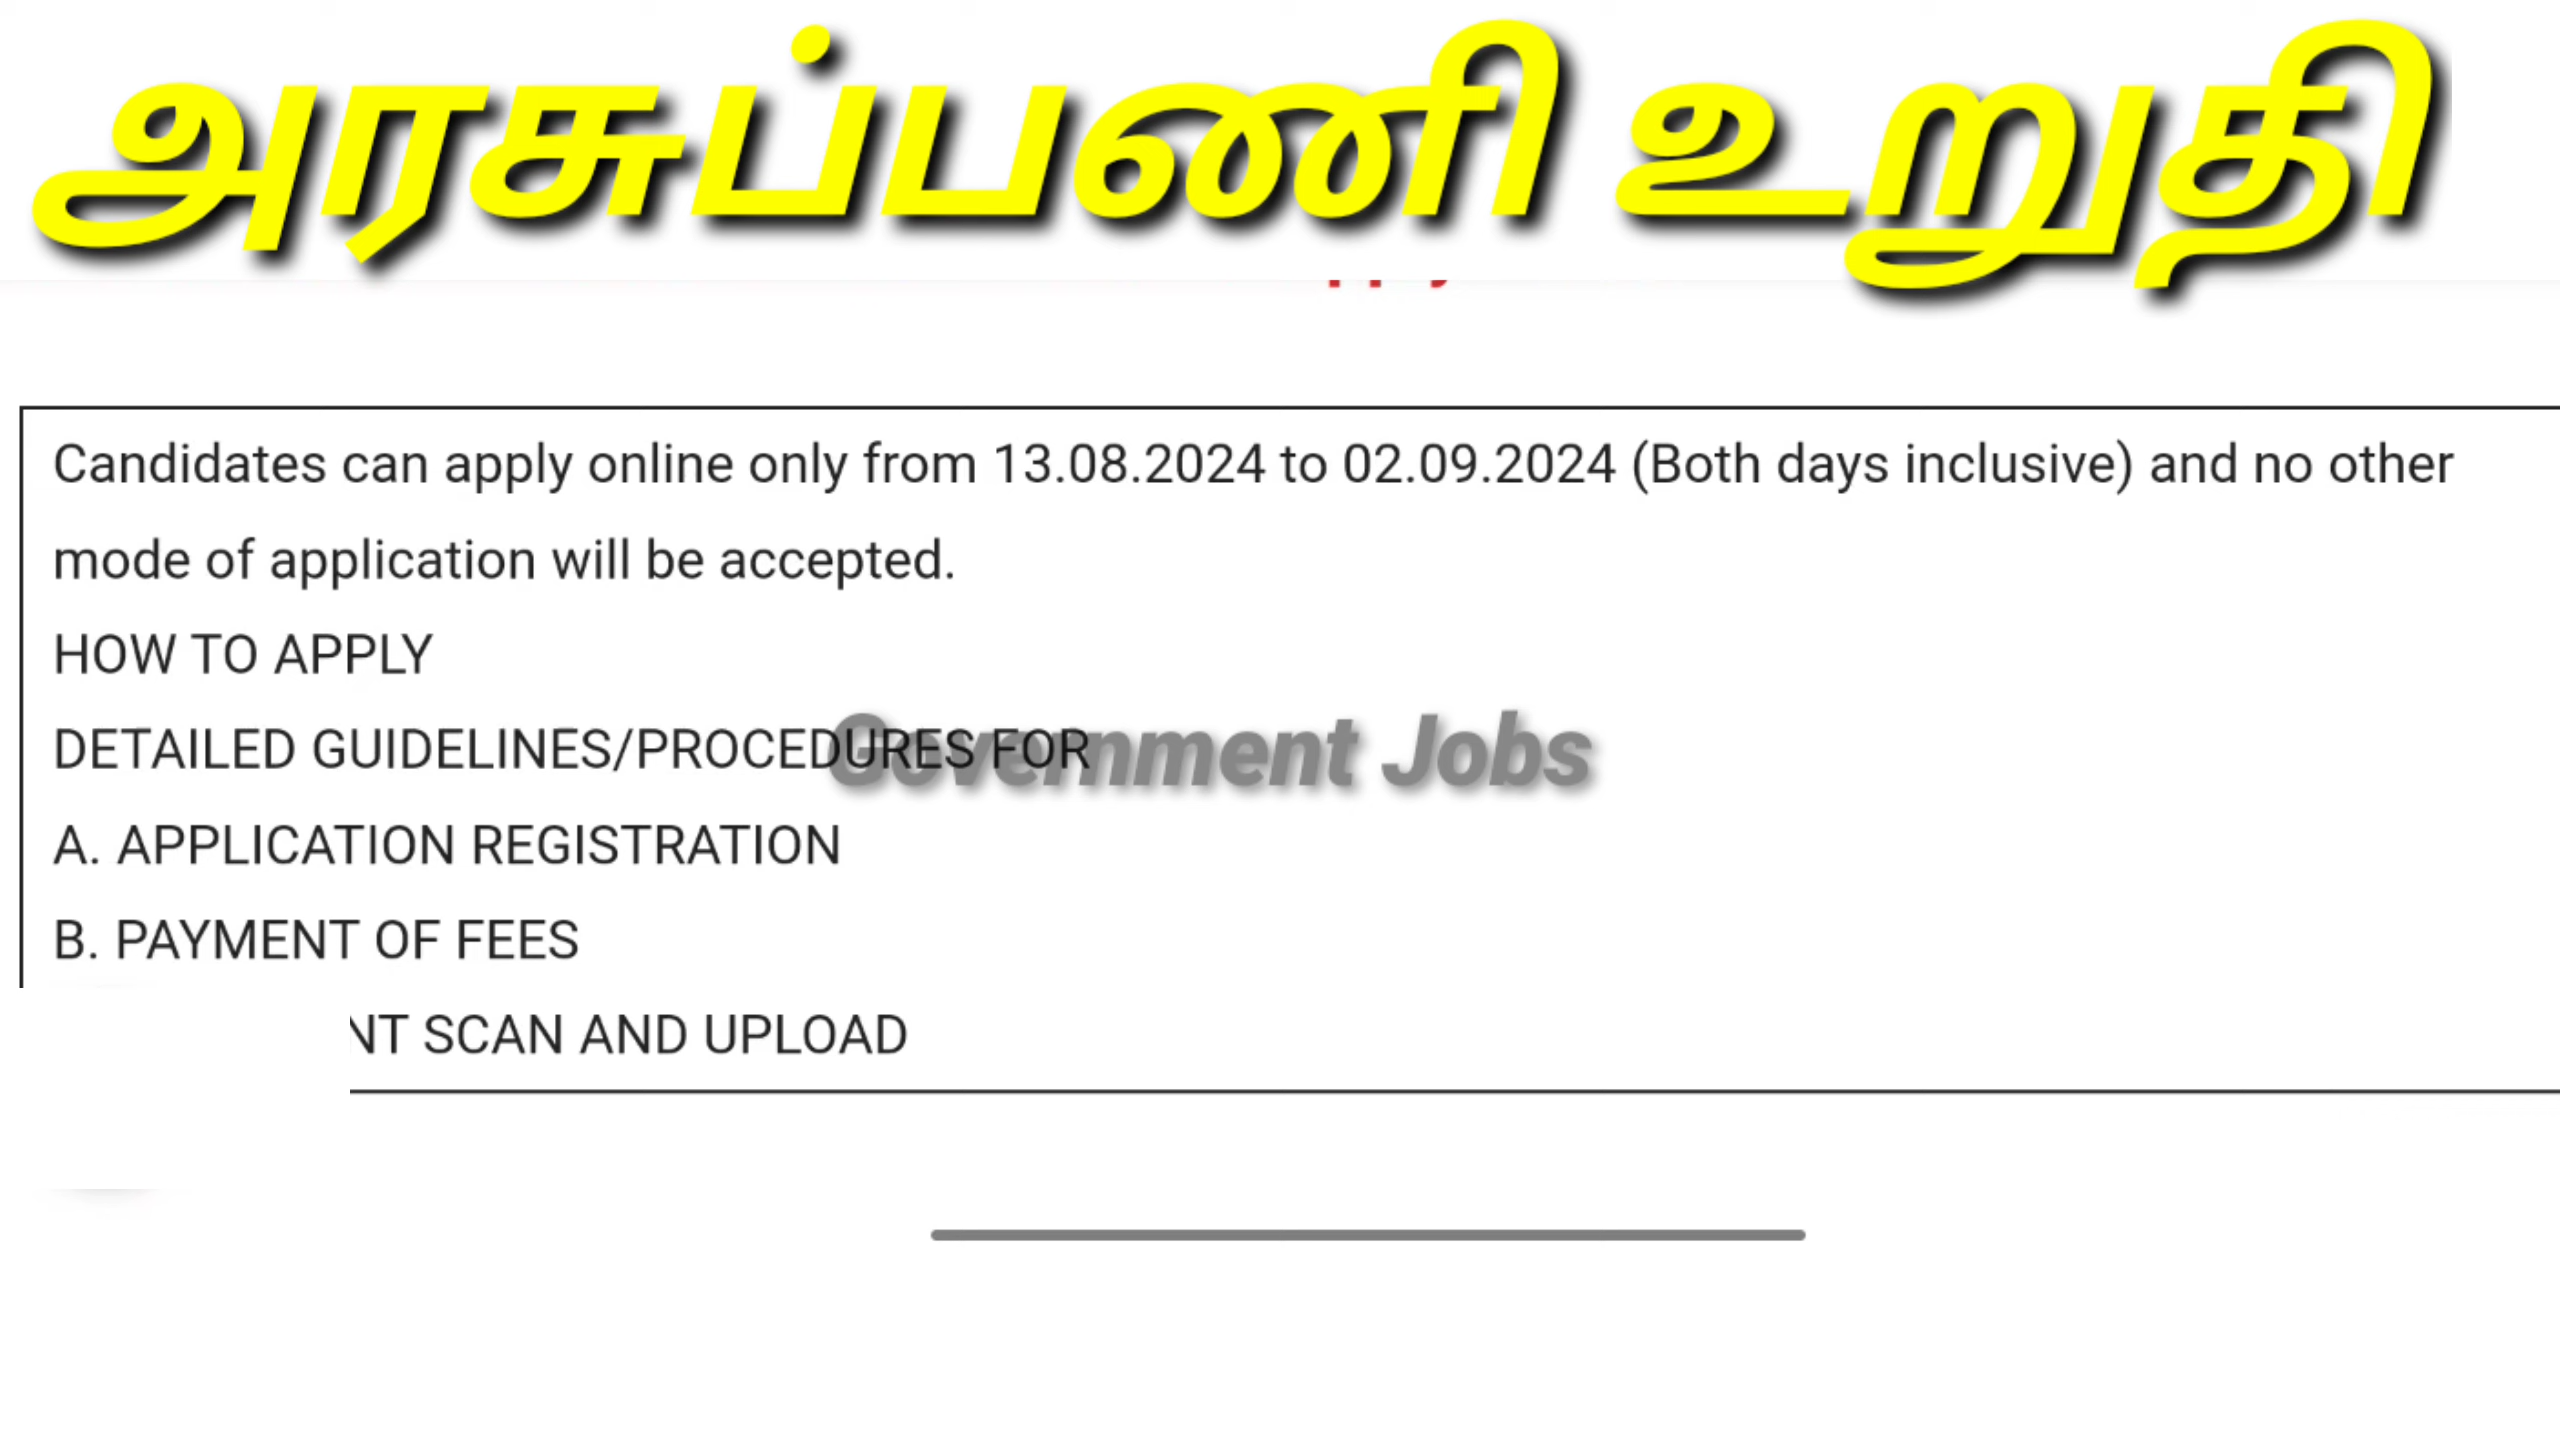 அரசுப்பணி உறுதி
Candidates can apply online only from 13.08.2024 to 02.09.2024 (Both days inclusive) and no other
mode of application will be accepted.
HOW TO APPLY
DETAILED GUIDELINES/PROCEDURES FOR
Government Jobs
A. APPLICATION REGISTRATION
B. PAYMENT OF FEES
SCAN AND UPLOAD